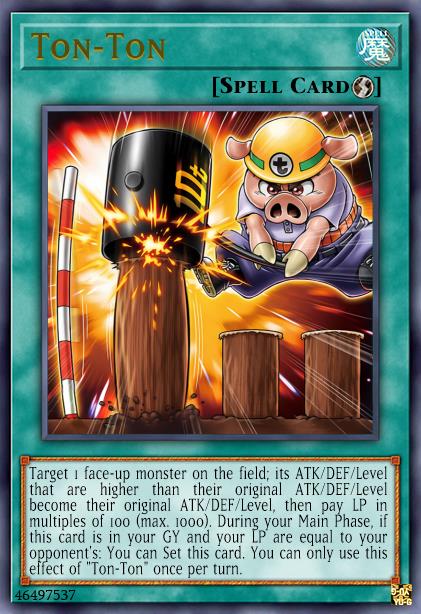 Ton-Ton
SPELL
魔
[Spell Card]
10t
t
Target 1 face-up monster on the field; its ATK/DEF/Level
that are higher than their original ATK/DEF/Level
become their original ATK/DEF/Level, then pay LP in
multiples of 100 (max. 1000). During your Main Phase, if
this card is in your GY and your LP are equal to your
opponent's: You can Set this card. You can only use this
effect of "Ton-Ton" once per turn.
46497537